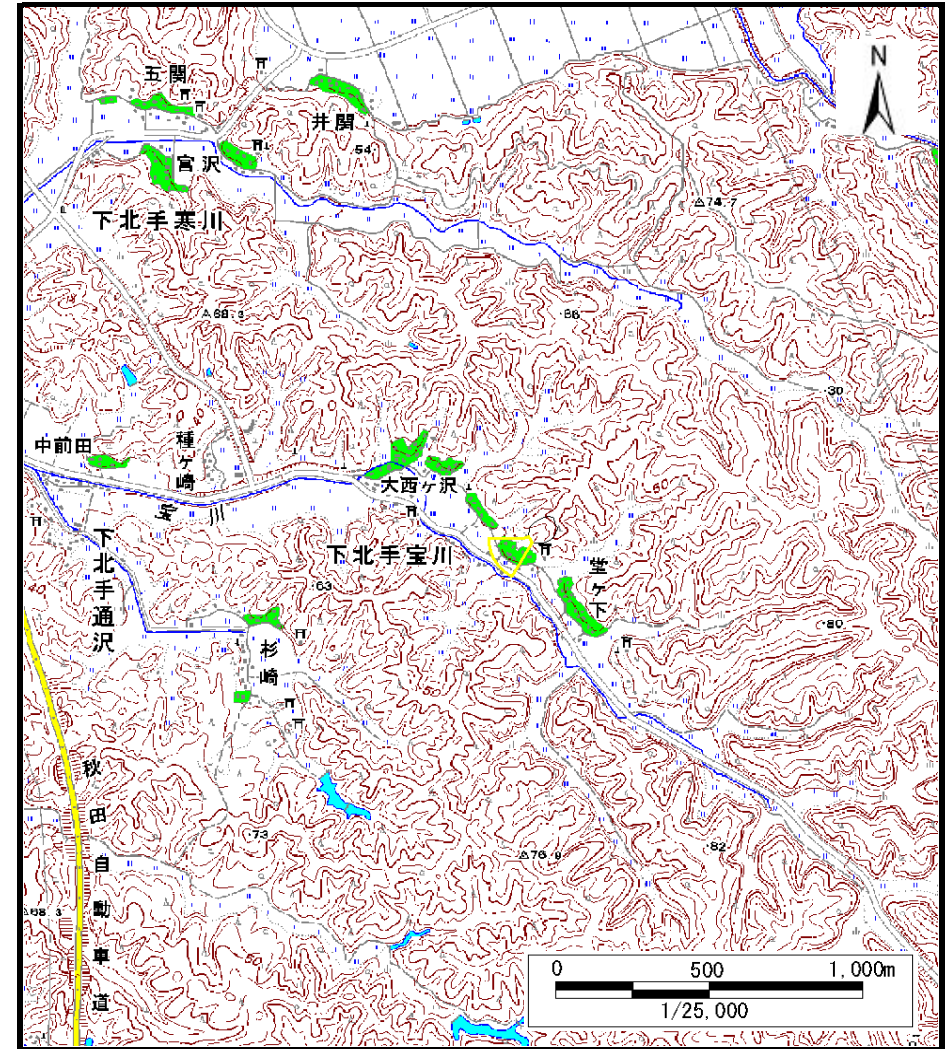 N
五関
井関
54
宮沢
下北手寒川
74.7
68.3
66
30
中前田
種ヶ崎
宝川
大西ヶ沢
下北手宝川
堂ヶ下
63
80
下北手通沢
杉崎
秋田自動車道
73
76.9
82
68.3
0 500 1,000m
1/25,000